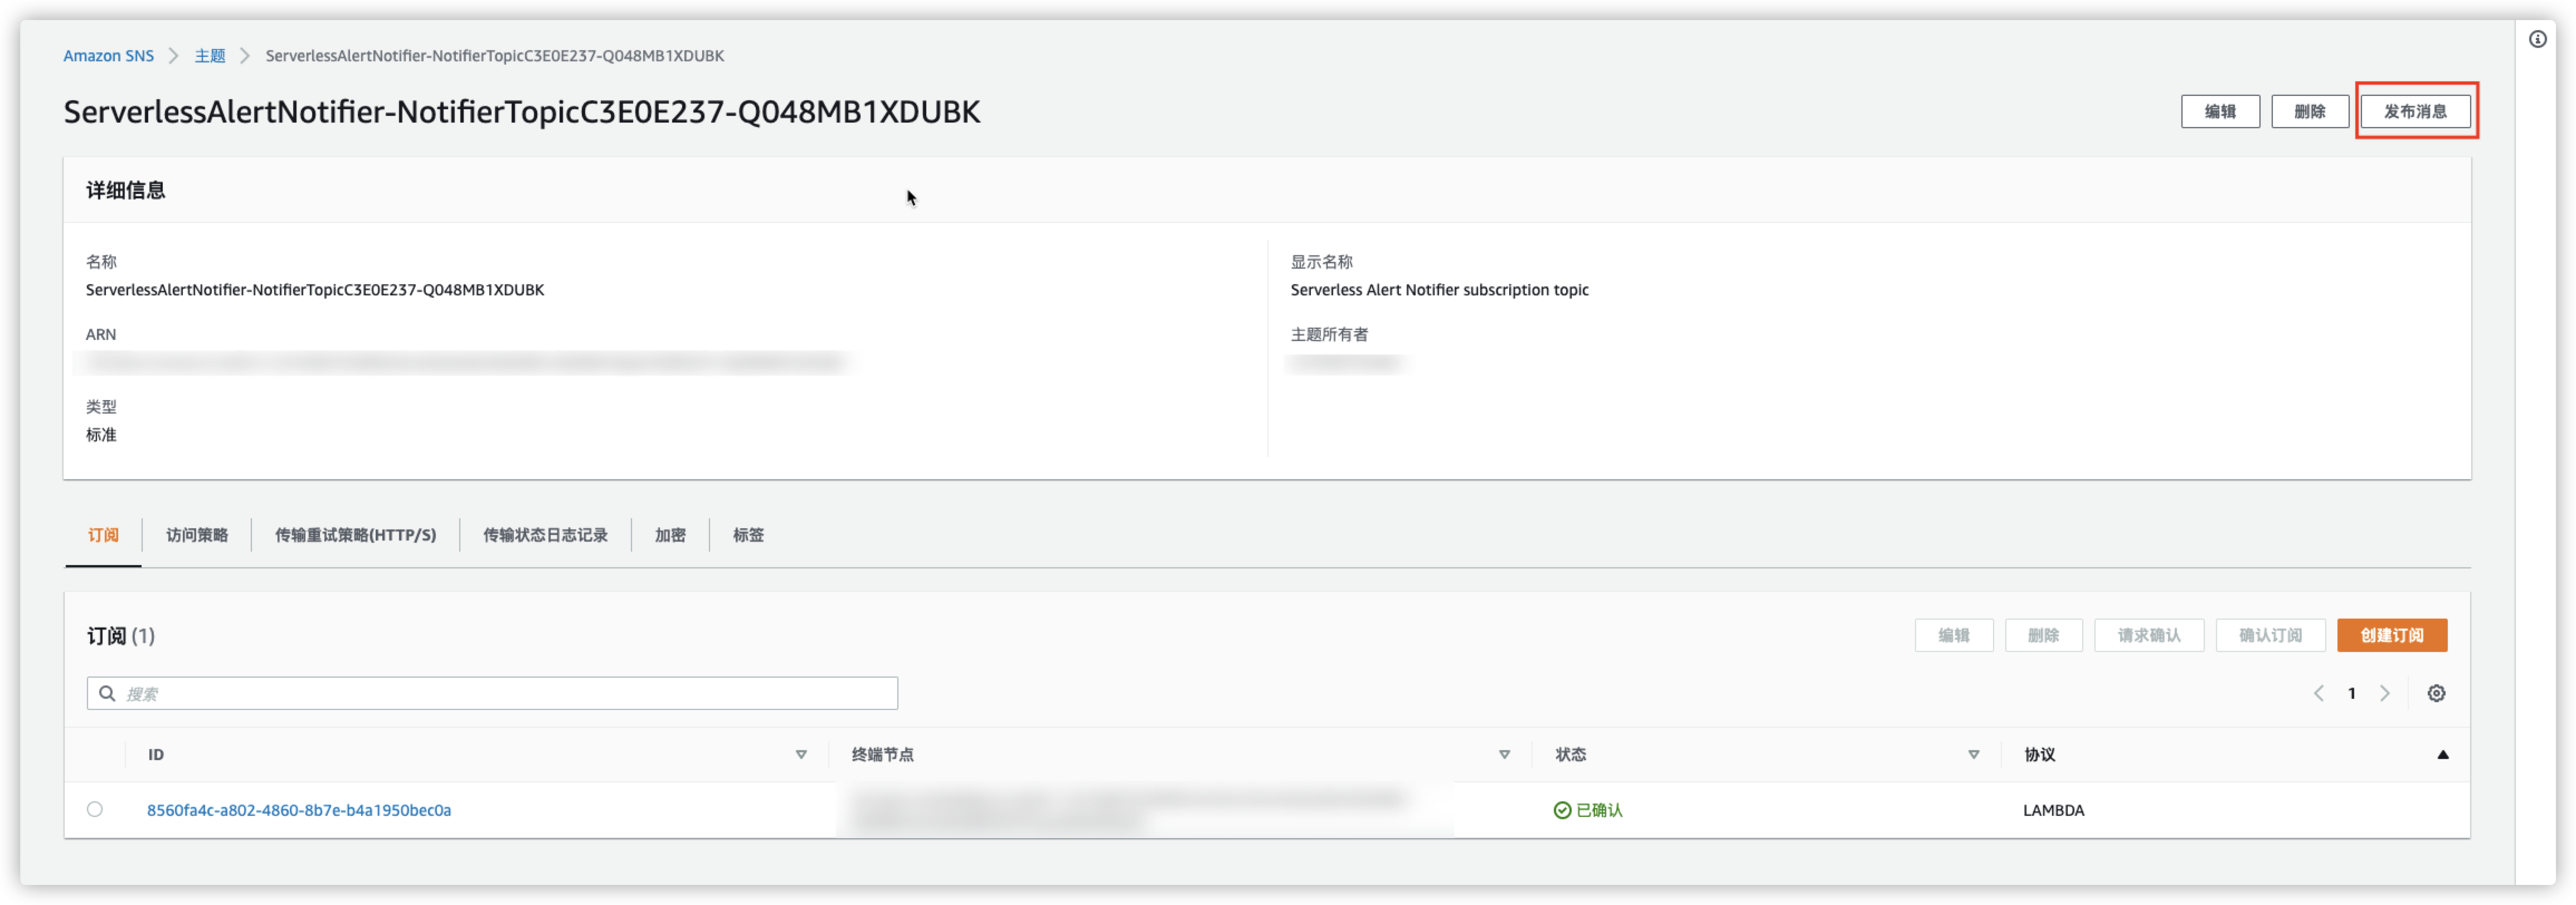 Amazon SNS 主题 ServerlessAlertNotifier-NotifierTopicC3E0E237-Q048MB1XDUBK
ServerlessAlertNotifier-NotifierTopicC3E0E237-Q048MB1XDUBK 编辑 删除 发布消息
详细信息
名称 显示名称
ServerlessAlertNotifier-NotifierTopicC3E0E237-Q048MB1XDUBK Serverless Alert Notifier subscription topic
ARN 主题所有者
类型
标准
订阅 访问策略 传输重试策略(HTTP/S) 传输状态日志记录 加密 标签
订阅 (1) 编辑 删除 请求确认 确认订阅 创建订阅
搜索 1
ID 终端节点 状态 协议
8560fa4c-a802-4860-8b7e-b4a1950bec0a 已确认 LAMBDA